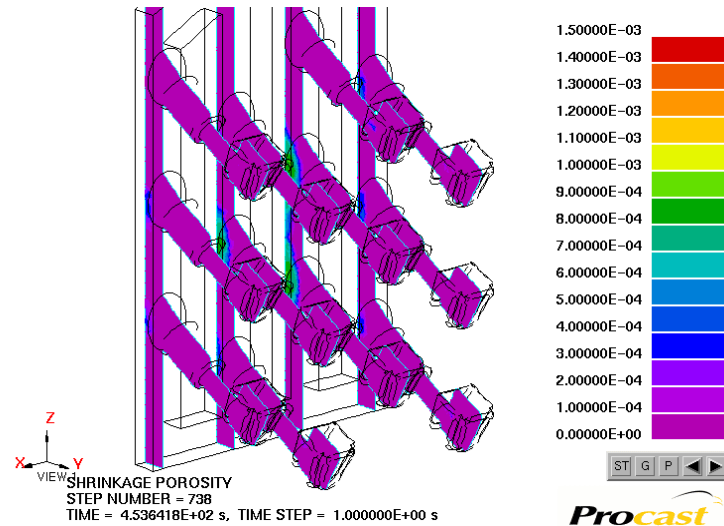 1.50000E-03
1.40000E-03
1.30000E-03
1.20000E-03
1.10000E-03
1.00000E-03
9.00000E-04
8.00000E-04
7.00000E-04
6.00000E-04
5.00000E-04
4.00000E-04
3.00000E-04
2.00000E-04
1.00000E-04
0.00000E+00
Z
X
Y
VIEW 1
SHRINKAGE POROSITY
STEP NUMBER = 738
TIME = 4.536418E+02 s, TIME STEP = 1.000000E+00 s
ST G P
Procast